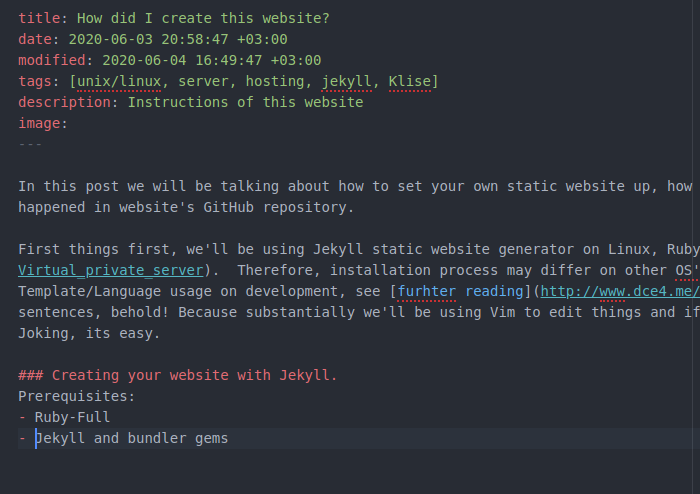 title: How did I create this website?
date: 2020-06-03 20:58:47 +03:00
modified: 2020-06-04 16:49:47 +03:00
tags: [unix/linux, server, hosting, jekyll, Klise]
description: Instructions of this website
image:
---
In this post we will be talking about how to set your own static website up, how
happened in website's GitHub repository.
First things first, we'll be using Jekyll static website generator on Linux, Ruby
Virtual_private_server).  Therefore, installation process may differ on other OS'
Template/Language usage on development, see [furhter reading](http://www.dce4.me/
sentences, behold! Because substantially we'll be using Vim to edit things and if
Joking, its easy.
### Creating your website with Jekyll.
Prerequisites:
- Ruby-Full
- Jekyll and bundler gems